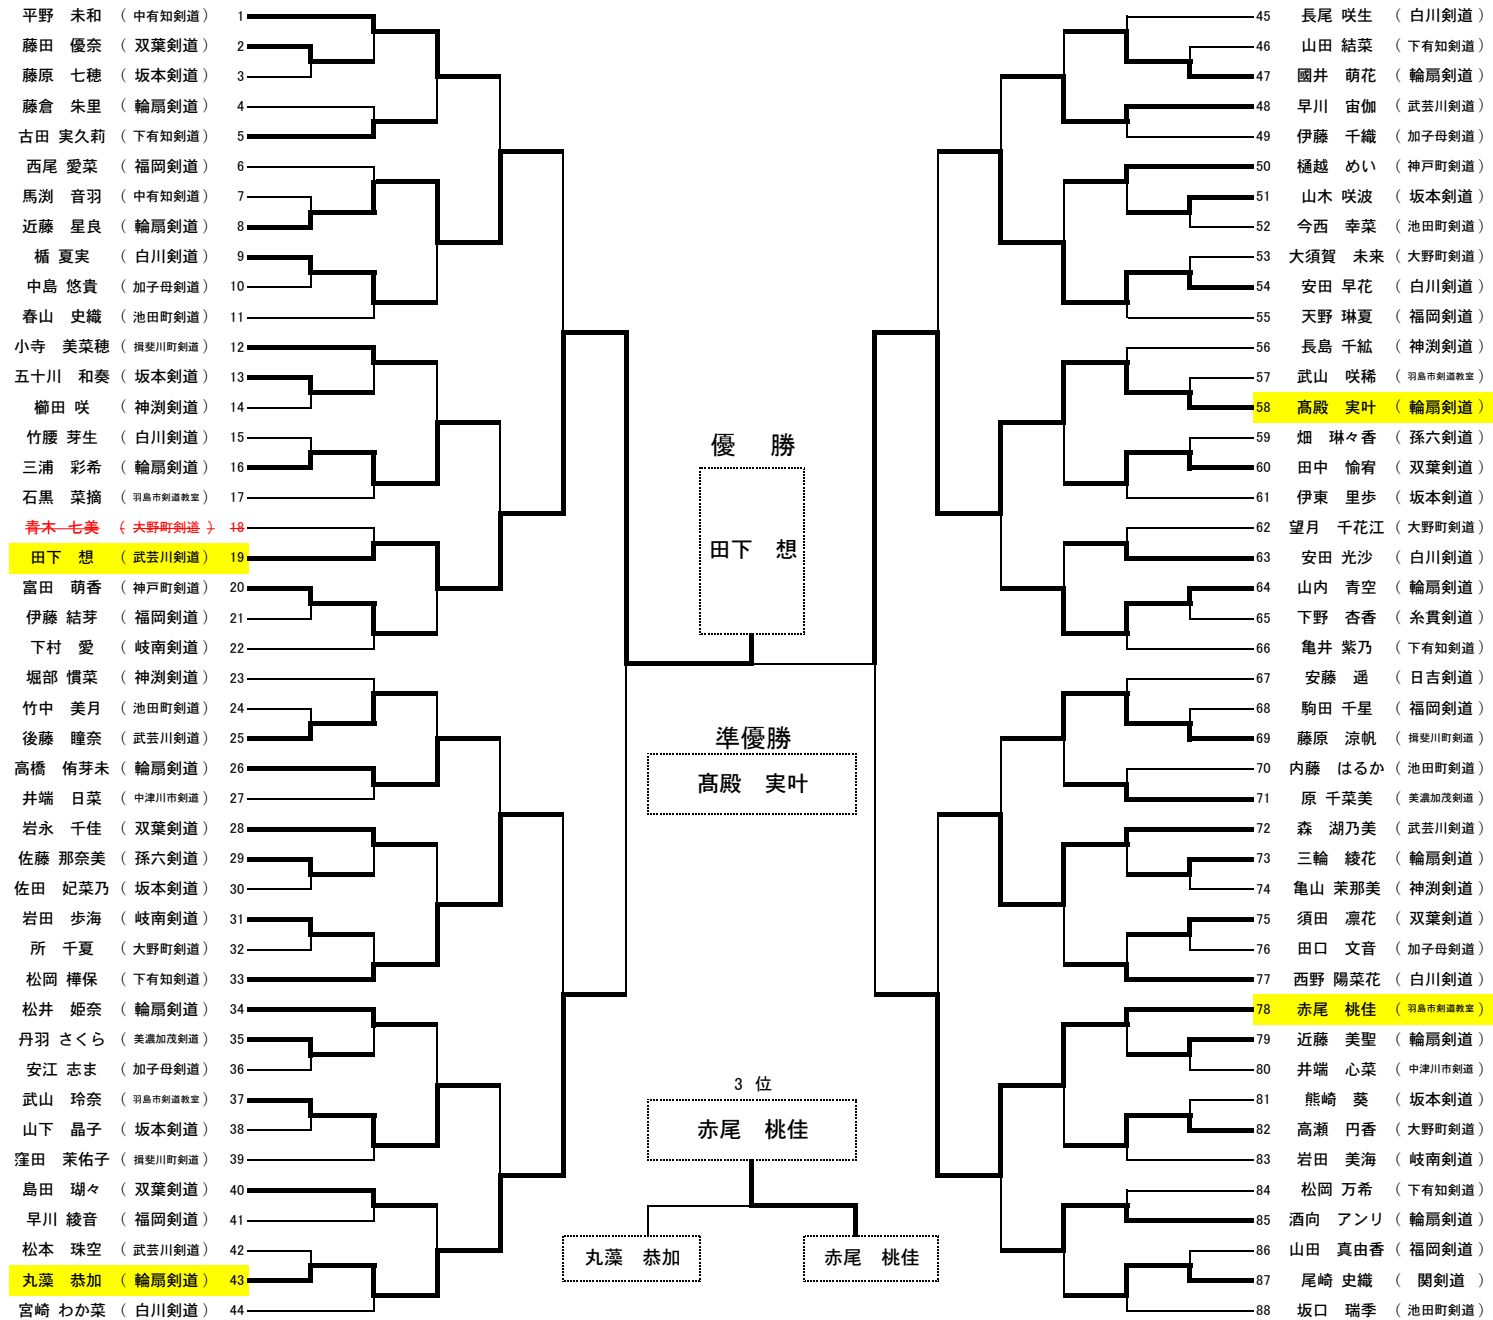 平野　未和 （ 中有知剣道 ） 1
藤田　優奈 （ 双葉剣道 ） 2
藤原　七穂 （ 坂本剣道 ） 3
藤倉　朱里 （ 輪扇剣道 ） 4
古田 実久莉 （ 下有知剣道 ） 5
西尾 愛菜 （ 福岡剣道 ） 6
馬渕　音羽 （ 中有知剣道 ） 7
近藤　星良 （ 輪扇剣道 ） 8
楯 夏実 （ 白川剣道 ） 9
中島 悠貴 （ 加子母剣道 ） 10
春山　史織 （ 池田町剣道 ） 11
小寺　美菜穂 （ 揖斐川町剣道 ） 12
五十川　和奏 （ 坂本剣道 ） 13
櫛田 咲 （ 神渕剣道 ） 14
竹腰 芽生 （ 白川剣道 ） 15
三浦　彩希 （ 輪扇剣道 ） 16
石黒　菜摘 （ 羽島市剣道教室 ） 17
青木　七美 （ 大野町剣道 ） 18
田下　想 （ 武芸川剣道 ） 19
富田　萌香 （ 神戸町剣道 ） 20
伊藤 結芽 （ 福岡剣道 ） 21
下村　愛 （ 岐南剣道 ） 22
堀部 慣菜 （ 神渕剣道 ） 23
竹中　美月 （ 池田町剣道 ） 24
後藤　瞳奈 （ 武芸川剣道 ） 25
高橋　侑芽未 （ 輪扇剣道 ） 26
井端　日菜 （ 中津川市剣道 ） 27
岩永　千佳 （ 双葉剣道 ） 28
佐藤 那奈美 （ 孫六剣道 ） 29
佐田　妃菜乃 （ 坂本剣道 ） 30
岩田　歩海 （ 岐南剣道 ） 31
所　千夏 （ 大野町剣道 ） 32
松岡 樺保 （ 下有知剣道 ） 33
松井　姫奈 （ 輪扇剣道 ） 34
丹羽 さくら （ 美濃加茂剣道 ） 35
安江 志ま （ 加子母剣道 ） 36
武山　玲奈 （ 羽島市剣道教室 ） 37
山下　晶子 （ 坂本剣道 ） 38
窪田　茉佑子 （ 揖斐川町剣道 ） 39
島田　瑚々 （ 双葉剣道 ） 40
早川 綾音 （ 福岡剣道 ） 41
松本　珠空 （ 武芸川剣道 ） 42
丸藻　恭加 （ 輪扇剣道 ） 43
宮崎 わか菜 （ 白川剣道 ） 44
優　勝
田下　想
準優勝
髙殿　実叶
3 位
赤尾　桃佳
丸藻　恭加
赤尾　桃佳
45 長尾 咲生 （ 白川剣道 ）
46 山田 結菜 （ 下有知剣道 ）
47 國井　萌花 （ 輪扇剣道 ）
48 早川　宙伽 （ 武芸川剣道 ）
49 伊藤　千織 （ 加子母剣道 ）
50 樋越　めい （ 神戸町剣道 ）
51 山木 咲波 （ 坂本剣道 ）
52 今西　幸菜 （ 池田町剣道 ）
53 大須賀　未来 （ 大野町剣道 ）
54 安田 早花 （ 白川剣道 ）
55 天野 琳夏 （ 福岡剣道 ）
56 長島 千紘 （ 神渕剣道 ）
57 武山　咲稀 （ 羽島市剣道教室 ）
58 髙殿　実叶 （ 輪扇剣道 ）
59 畑　琳々香 （ 孫六剣道 ）
60 田中　愉宥 （ 双葉剣道 ）
61 伊東　里歩 （ 坂本剣道 ）
62 望月　千花江 （ 大野町剣道 ）
63 安田 光沙 （ 白川剣道 ）
64 山内　青空 （ 輪扇剣道 ）
65 下野　杏香 （ 糸貫剣道 ）
66 亀井 紫乃 （ 下有知剣道 ）
67 安藤　遥 （ 日吉剣道 ）
68 駒田 千星 （ 福岡剣道 ）
69 藤原　涼帆 （ 揖斐川町剣道 ）
70 内藤　はるか （ 池田町剣道 ）
71 原 千菜美 （ 美濃加茂剣道 ）
72 森　湖乃美 （ 武芸川剣道 ）
73 三輪　綾花 （ 輪扇剣道 ）
74 亀山 茉那美 （ 神渕剣道 ）
75 須田　凛花 （ 双葉剣道 ）
76 田口　文音 （ 加子母剣道 ）
77 西野 陽菜花 （ 白川剣道 ）
78 赤尾　桃佳 （ 羽島市剣道教室 ）
79 近藤　美聖 （ 輪扇剣道 ）
80 井端　心菜 （ 中津川市剣道 ）
81 熊崎　葵 （ 坂本剣道 ）
82 高瀬　円香 （ 大野町剣道 ）
83 岩田　美海 （ 岐南剣道 ）
84 松岡 万希 （ 下有知剣道 ）
85 酒向　アンリ （ 輪扇剣道 ）
86 山田　真由香 （ 福岡剣道 ）
87 尾崎 史織 （ 関剣道 ）
88 坂口　瑞季 （ 池田町剣道 ）